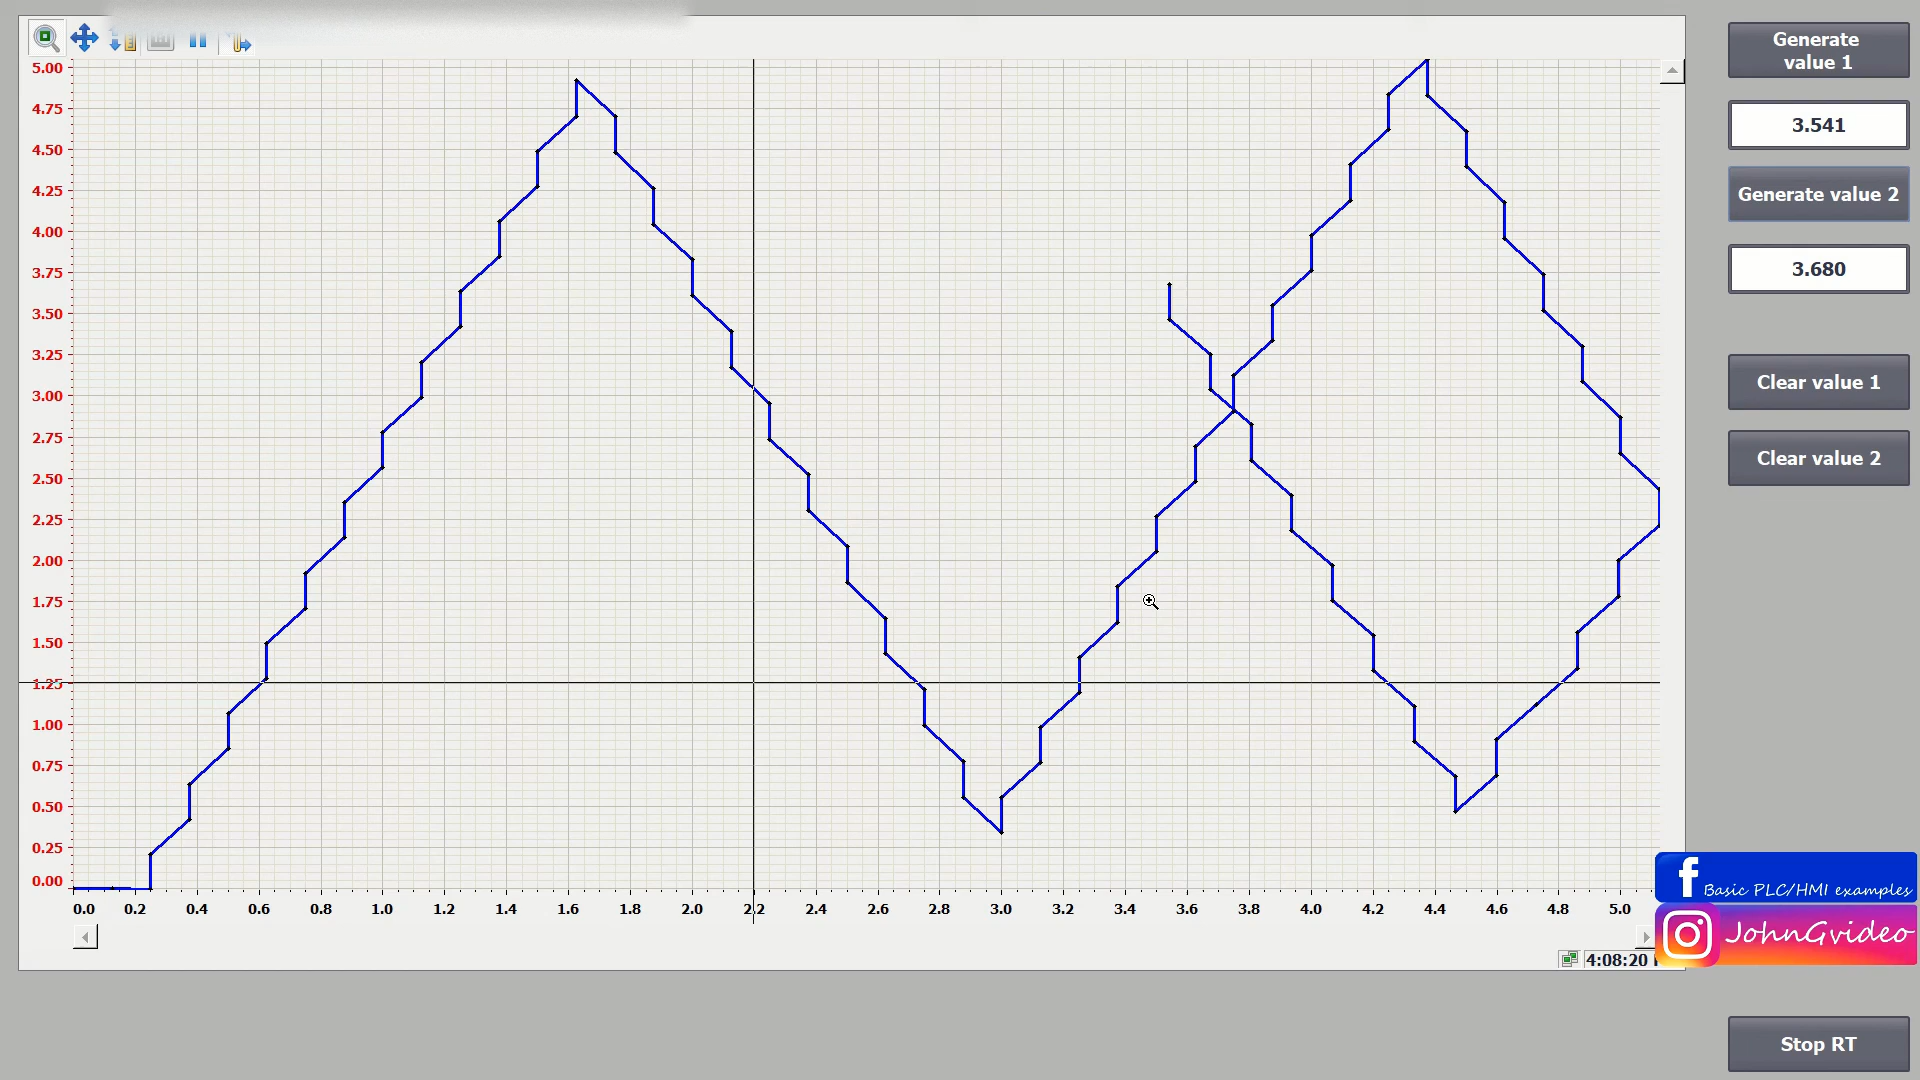 Generate
value 1
3.541
Generate value 2
3.680
Clear value 1
Clear value 2
5.00
4.75
4.50
4.25
4.00
3.75
3.50
3.25
3.00
2.75
2.50
2.25
2.00
1.75
1.50
1.25
1.00
0.75
0.50
0.25
0.00
0.0 0.2 0.4 0.6 0.8 1.0 1.2 1.4 1.6 1.8 2.0 2.2 2.4 2.6 2.8 3.0 3.2 3.4 3.6 3.8 4.0 4.2 4.4 4.6 4.8 5.0
Basic PLC/HMI examples
JohnGvideo
4:08:20
Stop RT